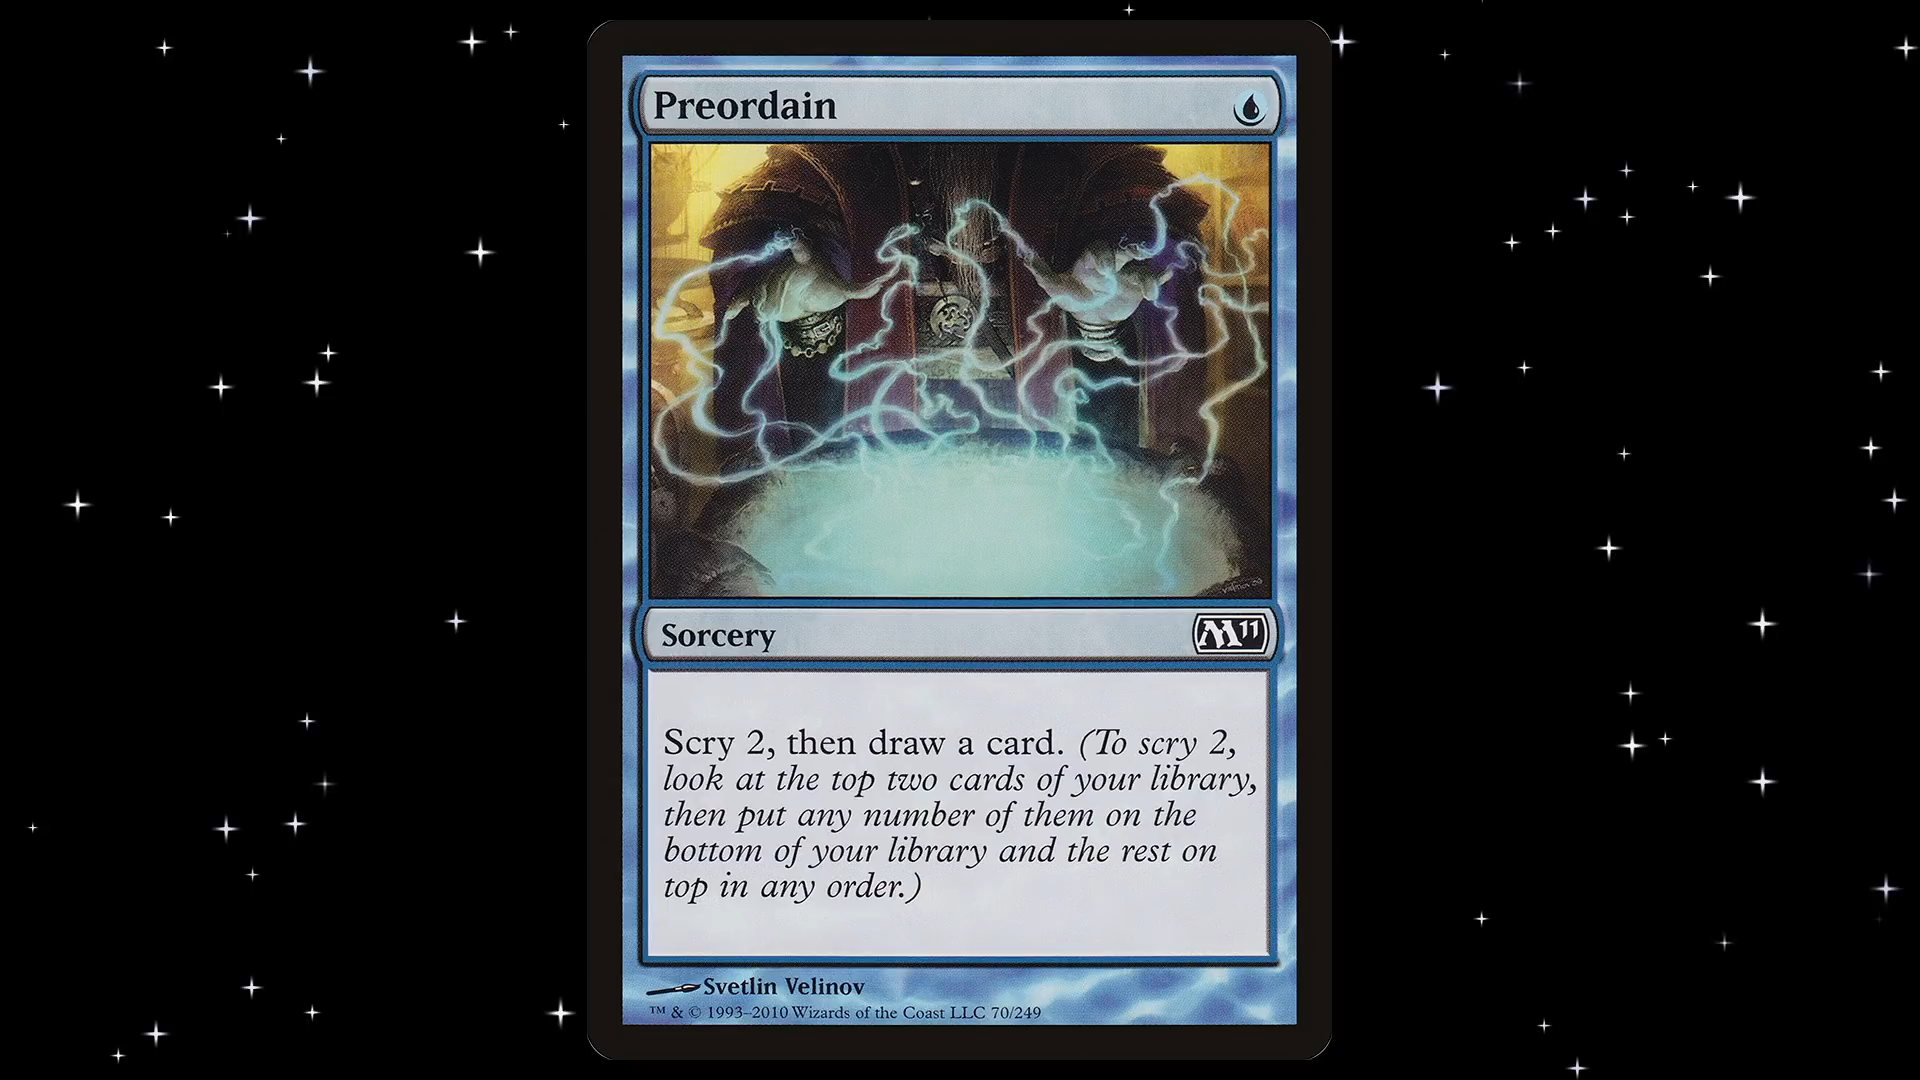 Preordain
Sorcery
M11
Scry 2, then draw a card. (To scry 2,
look at the top two cards of your library,
then put any number of them on the
bottom of your library and the rest on
top in any order.)
Svetlin Velinov
™ & © 1993–2010 Wizards of the Coast LLC 70/249